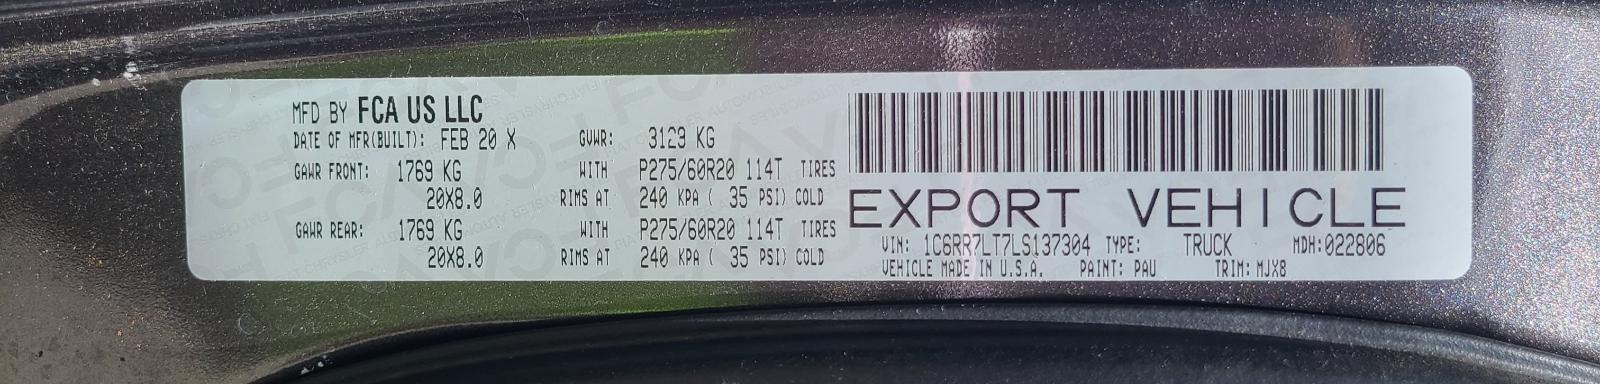 MFD BY FCA US LLC
DATE OF MFR(BUILT): FEB 20 X GVWR: 3129 KG
GAWR FRONT: 1769 KG WITH P275/60R20 114T TIRES
20X8.0 RIMS AT 240 KPA ( 35 PSI) COLD
GAWR REAR: 1769 KG WITH P275/60R20 114T TIRES
20X8.0 RIMS AT 240 KPA ( 35 PSI) COLD
EXPORT VEHICLE
VIN: 1C6RR7LT7LS137304 TYPE: TRUCK MDH:022806
VEHICLE MADE IN U.S.A. PAINT: PAU TRIM: MJX8